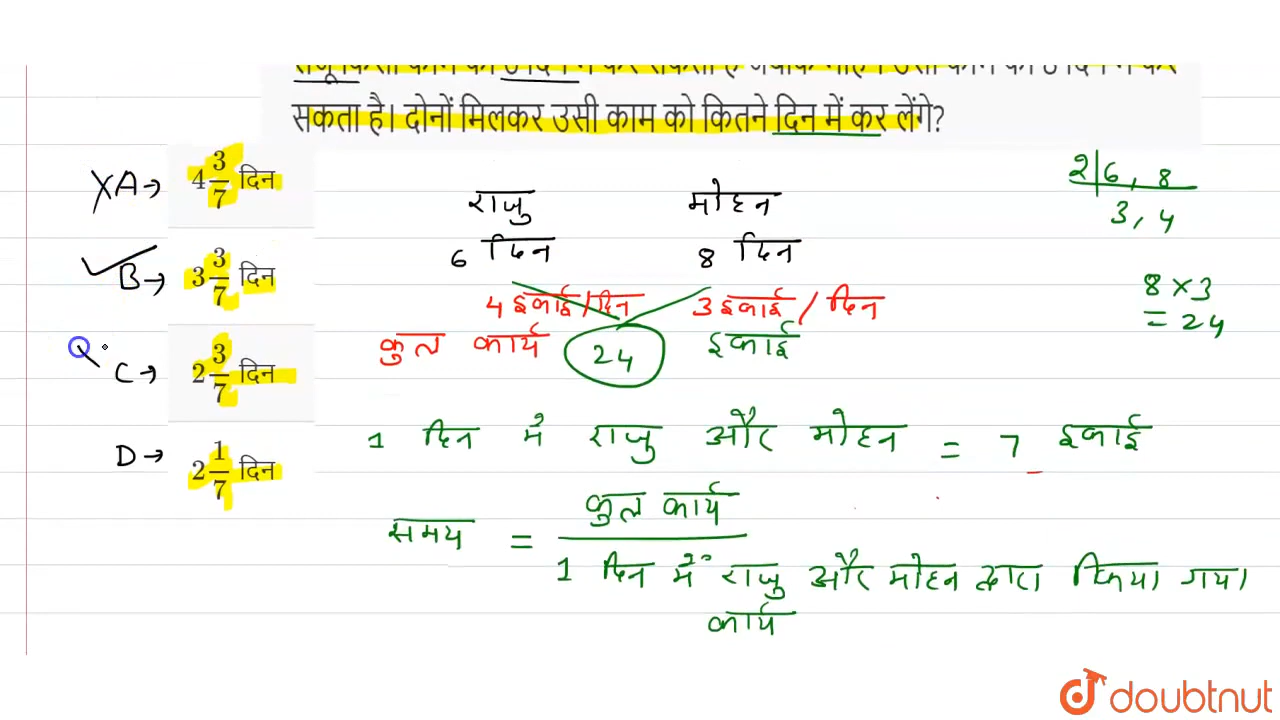 सकता है। दोनों मिलकर उसी काम को कितने दिन में कर लेंगे?
A→ 4 3/7 दिन
B→ 3 3/7 दिन
C→ 2 3/7 दिन
D→ 2 1/7 दिन
राजु मोहन
6 दिन 8 दिन
4 इकाई/दिन 3 इकाई/दिन
कुल कार्य 24 इकाई
2|6, 8
3, 4
8 × 3
= 24
1 दिन में राजु और मोहन = 7 इकाई
समय = कुल कार्य
1 दिन में राजु और मोहन द्वारा किया गया
कार्य
doubtnut